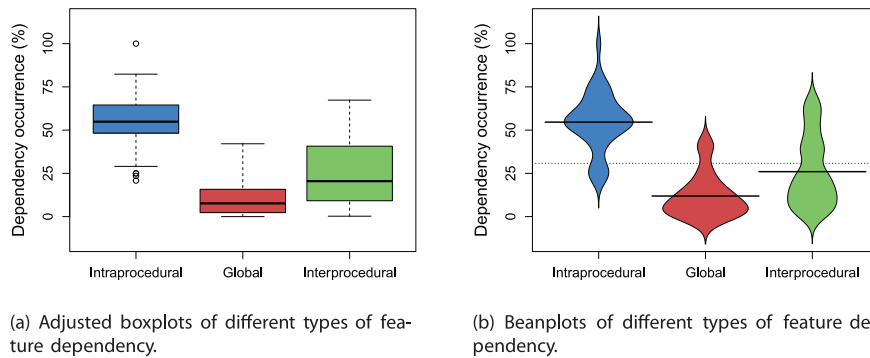 Dependency occurrence (%)
100
75
50
25
0
Intraprocedural Global Interprocedural
(a) Adjusted boxplots of different types of fea-
ture dependency.
Dependency occurrence (%)
100
75
50
25
0
Intraprocedural Global Interprocedural
(b) Beanplots of different types of feature de-
pendency.